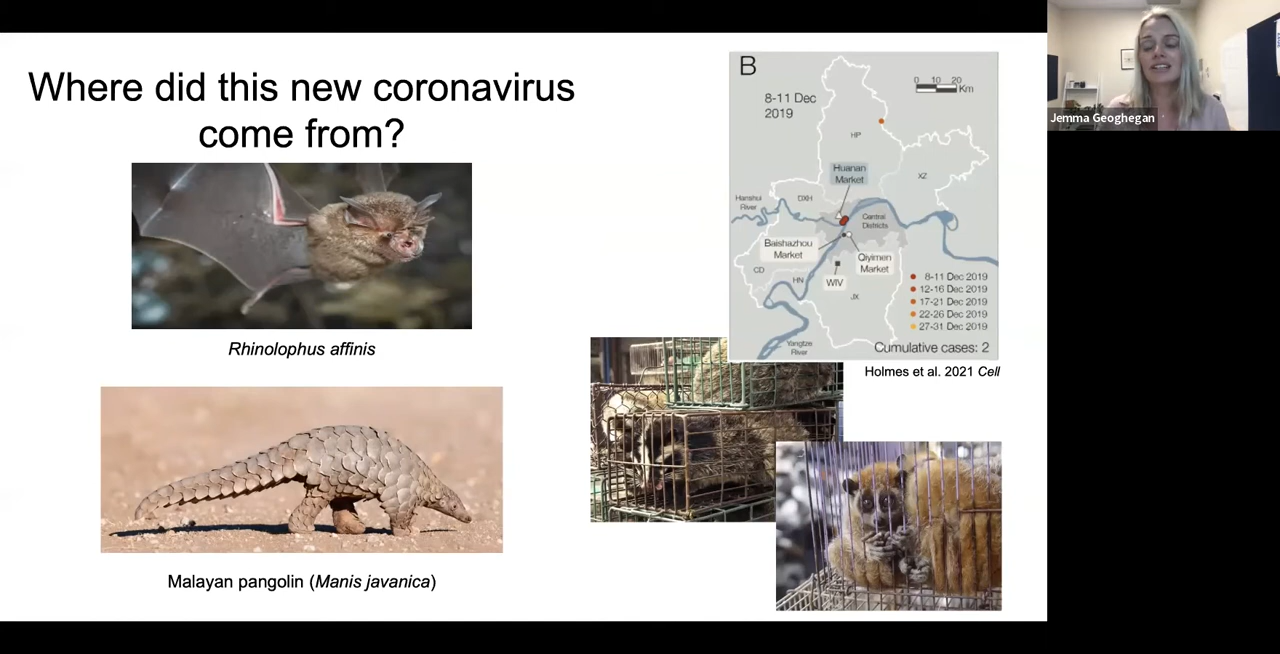 Where did this new coronavirus
come from?
Rhinolophus affinis
Malayan pangolin (Manis javanica)
B
8-11 Dec
2019
0 10 20
Km
HP
Huanan
Market
XZ
Hanshui
River
DXH
Central
Districts
Baishazhou
Market
Qiyimen
Market
CD
HN
WIV
JX
8-11 Dec 2019
12-16 Dec 2019
17-21 Dec 2019
22-26 Dec 2019
27-31 Dec 2019
Yangtze
River
Cumulative cases: 2
Holmes et al. 2021 Cell
Jemma Geoghegan